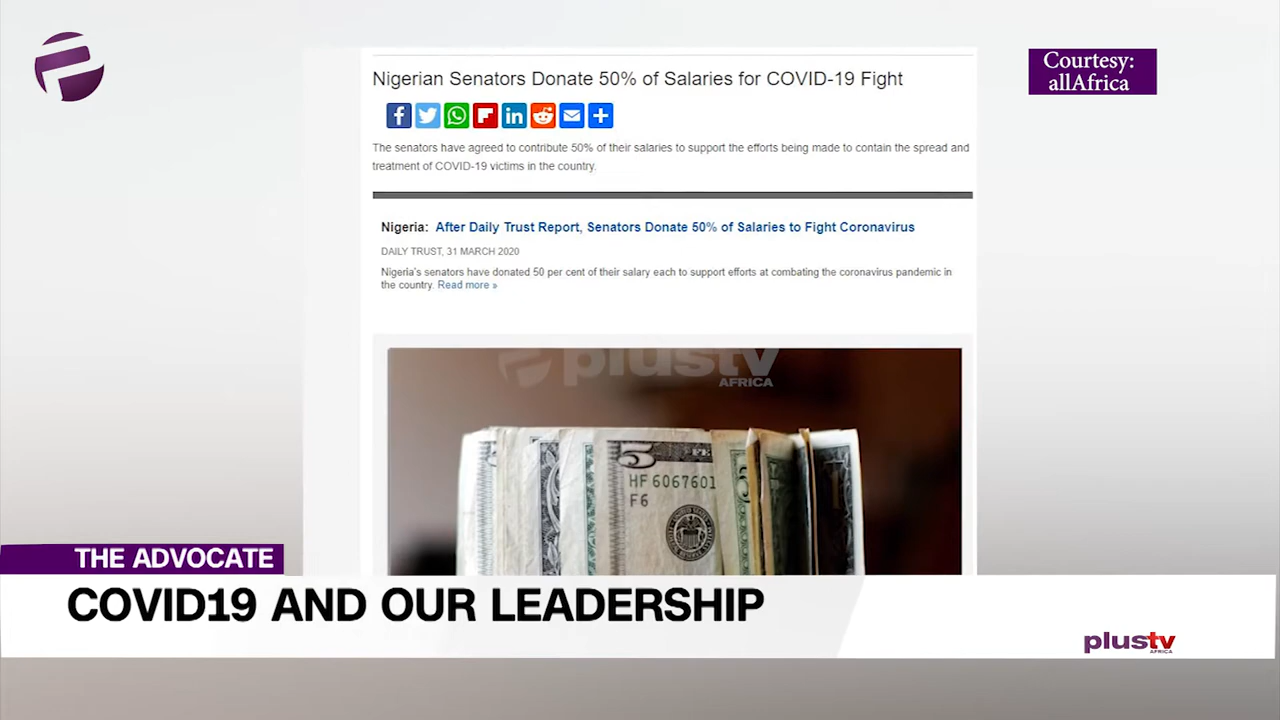 Courtesy:
allAfrica
Nigerian Senators Donate 50% of Salaries for COVID-19 Fight
The senators have agreed to contribute 50% of their salaries to support the efforts being made to contain the spread and
treatment of COVID-19 victims in the country.
Nigeria: After Daily Trust Report, Senators Donate 50% of Salaries to Fight Coronavirus
DAILY TRUST, 31 MARCH 2020
Nigeria's senators have donated 50 per cent of their salary each to support efforts at combating the coronavirus pandemic in
the country. Read more »
plustv
AFRICA
5
HF 6067601
F6
THE ADVOCATE
COVID19 AND OUR LEADERSHIP
plustv
AFRICA